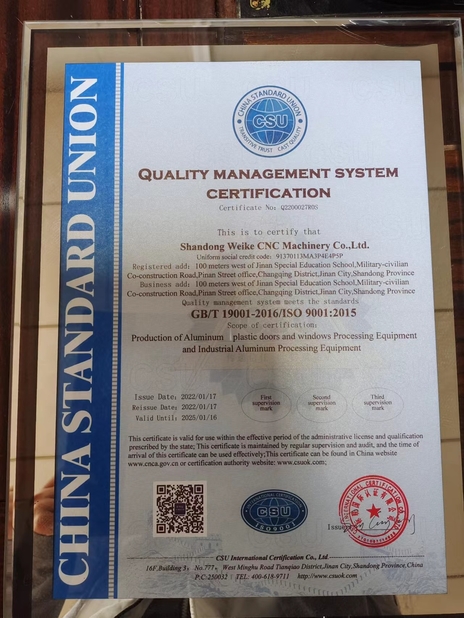 CHINA STANDARD UNION
CHINA STANDARD UNION
CSU
TRANSITIVE TRUST CAST QUALITY
QUALITY MANAGEMENT SYSTEM
CERTIFICATION
Certificate No: Q2200027R0S
This is to certify that
Shandong Weike CNC Machinery Co.,Ltd.
Uniform social credit code: 91370113MA3P4E4P5P
Registered add: 100 meters west of Jinan Special Education School,Military-civilian
Co-construction Road,Pinan Street office,Changqing District,Jinan City,Shandong Province
Business add: 100 meters west of Jinan Special Education School,Military-civilian
Co-construction Road,Pinan Street office,Changqing District,Jinan City,Shandong Province
Quality management system meets the standards
GB/T 19001-2016/ISO 9001:2015
Scope of certification:
Production of Aluminum plastic doors and windows Processing Equipment
and Industrial Aluminum Processing Equipment
Issue Date: 2022/01/17
Reissue Date: 2022/01/17
Valid Until: 2025/01/16
First
supervision
mark
Second
supervision
mark
Third
supervision
mark
This certificate is valid for use within the effective period of the administrative license and qualification
prescribed by the state; This certificate is maintained by regular supervision and audit, and the time of
arrival of this certificate can be used effectively;This certificate can be found in China website
www.cnca.gov.cn or certification authority website: www.csuok.com;
CSU
ISO9001
CSU International Certification Co., Ltd
16F,Building 3, No.777, West Minghu Road Tianqiao District,Jinan City,Shandong Province,China
P.C:250032 TEL: 400-618-9711 http://www.csuok.com